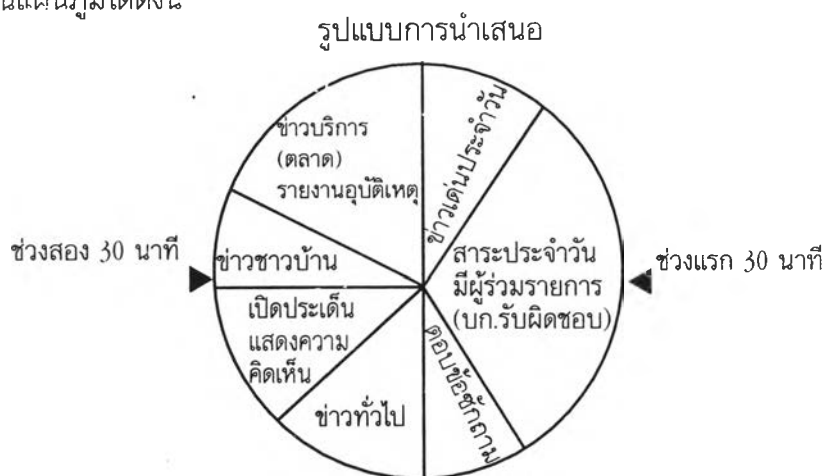 รูปแบบการนำเสนอ
ข่าวเด่นประจำวัน
สาระประจำวัน
มีผู้ร่วมรายการ
(บก.รับผิดชอบ)
ช่วงแรก 30 นาที
ตอบข้อซักถาม
ข่าวทั่วไป
เปิดประเด็น
แสดงความ
คิดเห็น
ข่าวชาวบ้าน
ช่วงสอง 30 นาที
ข่าวบริการ
(ตลาด)
รายงานอุบัติเหตุ